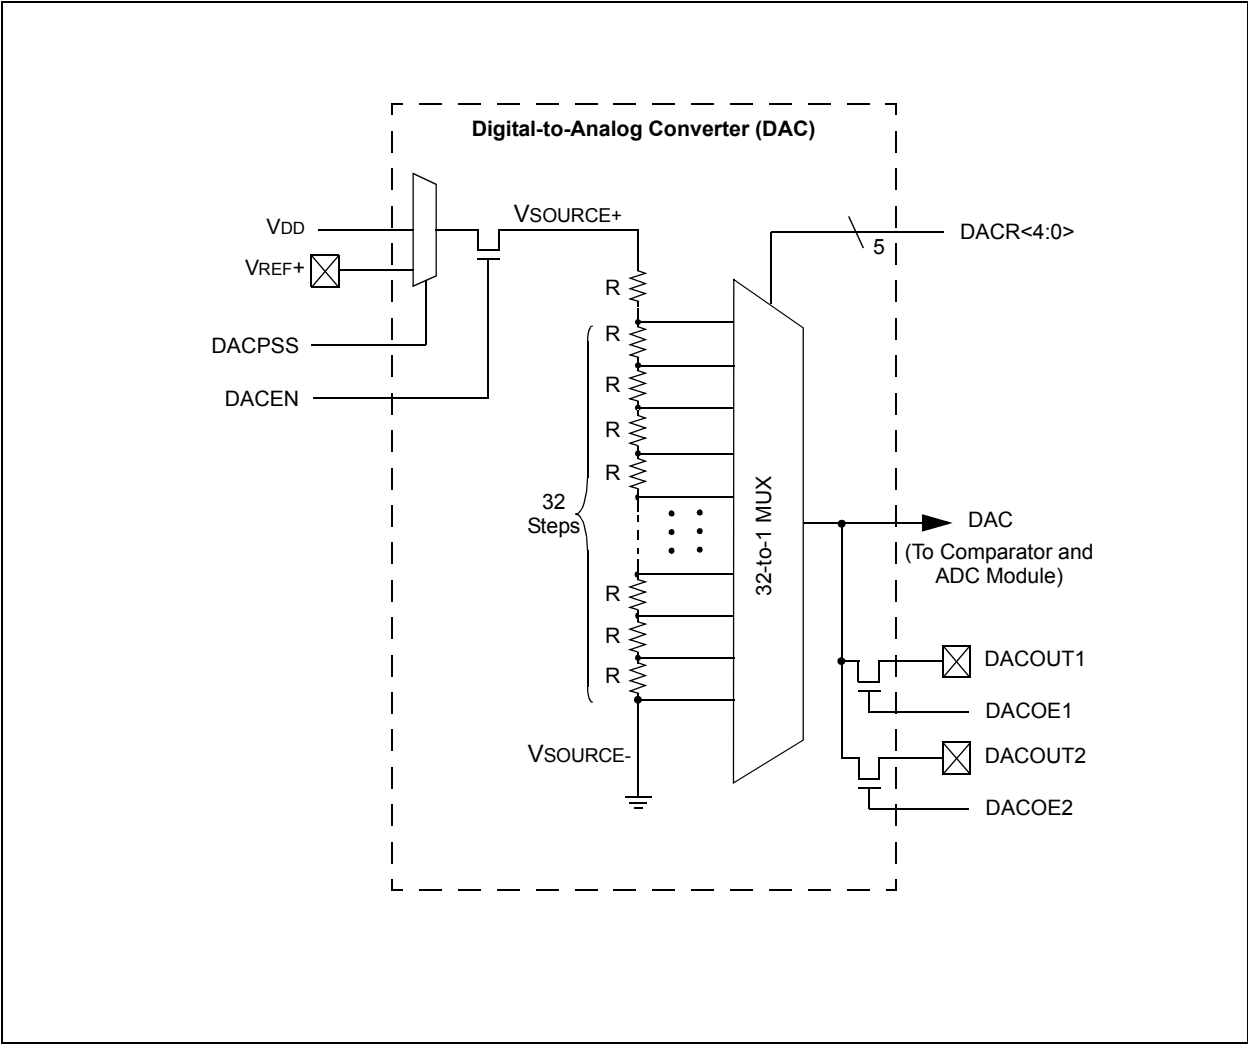 Digital-to-Analog Converter (DAC)
VDD
VSOURCE+
DACR<4:0>
5
VREF+
R
R
DACPSS
R
DACEN
R
R
32
Steps
32-to-1 MUX
DAC
(To Comparator and
ADC Module)
R
R
R
DACOUT1
DACOE1
VSOURCE-
DACOUT2
DACOE2